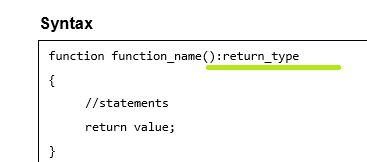 Syntax
function function_name():return_type
{
//statements
return value;
}